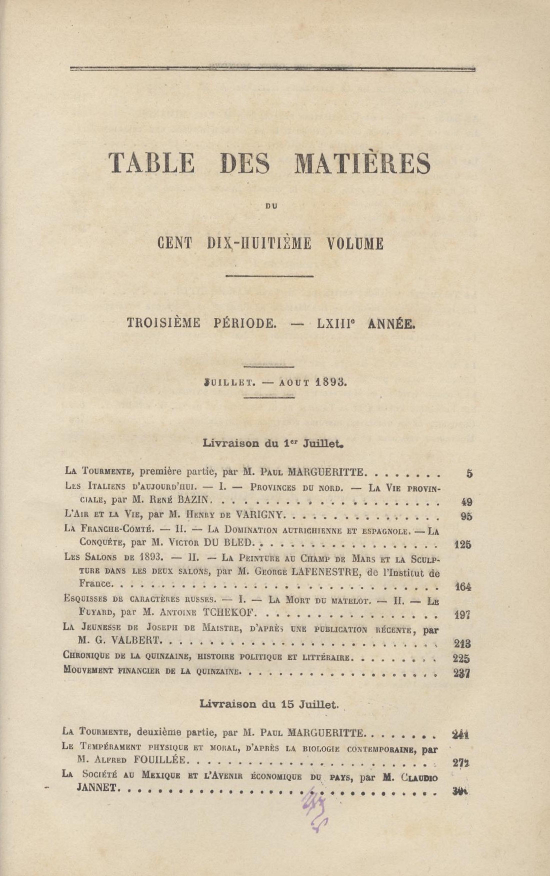 TABLE DES MATIÈRES
DU
CENT DIX-HUITIÈME VOLUME
TROISIÈME PÉRIODE. — LXIIIe ANNÉE.
JUILLET. — AOUT 1893.
Livraison du 1er Juillet.
LA TOURMENTE, première partie, par M. PAUL MARGUERITTE. . . . . . . . 5
LES ITALIENS D'AUJOURD'HUI. — I. — PROVINCES DU NORD. — LA VIE PROVIN-
CIALE, par M. RENÉ BAZIN. . . . . . . . . . . . . . . . . . . 49
L'AIR ET LA VIE, par M. HENRY DE VARIGNY. . . . . . . . . . . . . 95
LA FRANCHE-COMTÉ. — II. — LA DOMINATION AUTRICHIENNE ET ESPAGNOLE. — LA
CONQUÊTE, par M. VICTOR DU BLED. . . . . . . . . . . . . . . . 125
LES SALONS DE 1893. — II. — LA PEINTURE AU CHAMP DE MARS ET LA SCULP-
TURE DANS LES DEUX SALONS, par M. GEORGE LAFENESTRE, de l'Institut de
France. . . . . . . . . . . . . . . . . . . . . . . . . . . 164
ESQUISSES DE CARACTÈRES RUSSES. — I. — LA MORT DU MATELOT. — II. — LE
FUYARD, par M. ANTOINE TCHEKOF. . . . . . . . . . . . . . . . 197
LA JEUNESSE DE JOSEPH DE MAISTRE, D'APRÈS UNE PUBLICATION RÉCENTE, par
M. G. VALBERT. . . . . . . . . . . . . . . . . . . . . . . . 213
CHRONIQUE DE LA QUINZAINE, HISTOIRE POLITIQUE ET LITTÉRAIRE. . . . . . . . 225
MOUVEMENT FINANCIER DE LA QUINZAINE. . . . . . . . . . . . . . . . . 237
Livraison du 15 Juillet.
LA TOURMENTE, deuxième partie, par M. PAUL MARGUERITTE. . . . . . . . 241
LE TEMPÉRAMENT PHYSIQUE ET MORAL, D'APRÈS LA BIOLOGIE CONTEMPORAINE, par
M. ALFRED FOUILLÉE. . . . . . . . . . . . . . . . . . . . . . 272
LA SOCIÉTÉ AU MEXIQUE ET L'AVENIR ÉCONOMIQUE DU PAYS, par M. CLAUDIO
JANNET. . . . . . . . . . . . . . . . . . . . . . . . . . .